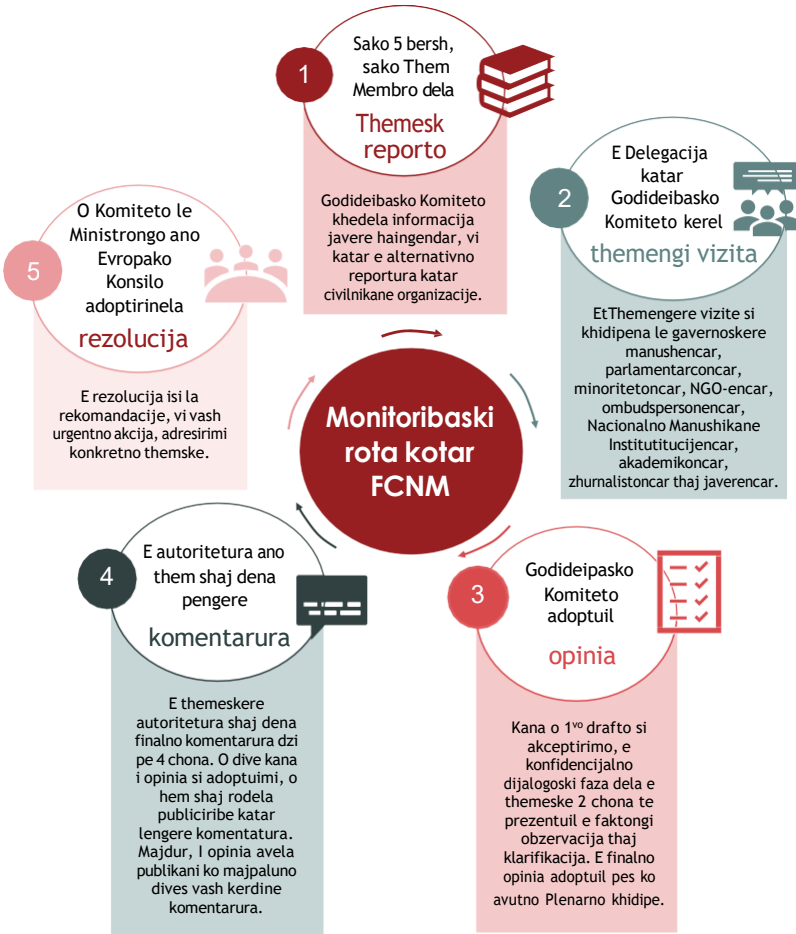 1
Sako 5 bersh,
sako Them
Membro dela
Themesk
reporto
Godideibasko Komiteto
khedela informacija
javere haingendar, vi
katar e alternativno
reportura katar
civilnikane organizacije.
2
E Delegacija
katar
Godideibasko
Komiteto kerel
themengi vizita
EtThemengere vizite si
khidipena le gavernoskere
manushencar,
parlamentarconcar,
minoritetoncar, NGO-encar,
ombudspersonencar,
Nacionalno Manushikane
Institutitucijencar,
akademikoncar,
zhurnalistoncar thaj javerencar.
Monitoribaski
rota kotar
FCNM
3
Godideipasko
Komiteto
adoptuil
opinia
Kana o 1vo drafto si
akceptirimo, e
konfidencijalno
dijalogoski faza dela e
themeske 2 chona te
prezentuil e faktongi
obzervacija thaj
klarifikacija. E finalno
opinia adoptuil pes ko
avutno Plenarno khidipe.
4
E autoritetura ano
them shaj dena
pengere
komentarura
E themeskere
autoritetura shaj dena
finalno komentarura dzi
pe 4 chona. O dive kana
i opinia si adoptuimi, o
hem shaj rodela
publiciribe katar
lengere komentatura.
Majdur, I opinia avela
publikani ko majpaluno
dives vash kerdine
komentarura.
5
O Komiteto le
Ministrongo ano
Evropako
Konsilo
adoptirinela
rezolucija
E rezolucija isi la
rekomandacije, vi vash
urgentno akcija, adresirimi
konkretno themske.